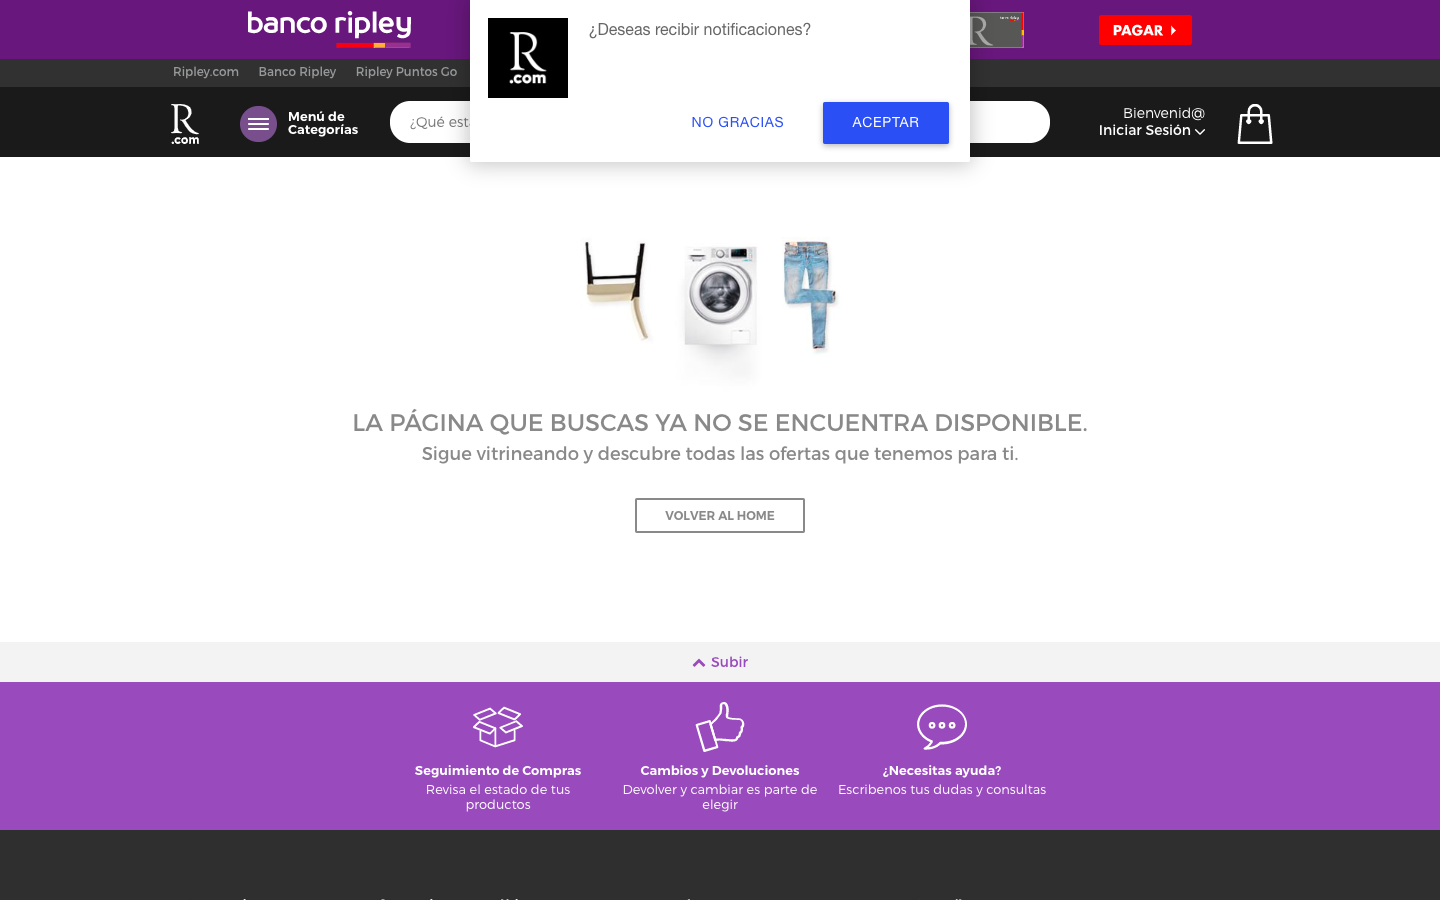 banco ripley
PAGAR
Ripley.com
Banco Ripley
Ripley Puntos Go
R
.com
¿Deseas recibir notificaciones?
NO GRACIAS
ACEPTAR
R
.com
Menú de
Categorías
¿Qué est
Bienvenid@
Iniciar Sesión
LA PÁGINA QUE BUSCAS YA NO SE ENCUENTRA DISPONIBLE.
Sigue vitrineando y descubre todas las ofertas que tenemos para ti.
VOLVER AL HOME
Subir
Seguimiento de Compras
Revisa el estado de tus
productos
Cambios y Devoluciones
Devolver y cambiar es parte de
elegir
¿Necesitas ayuda?
Escribenos tus dudas y consultas